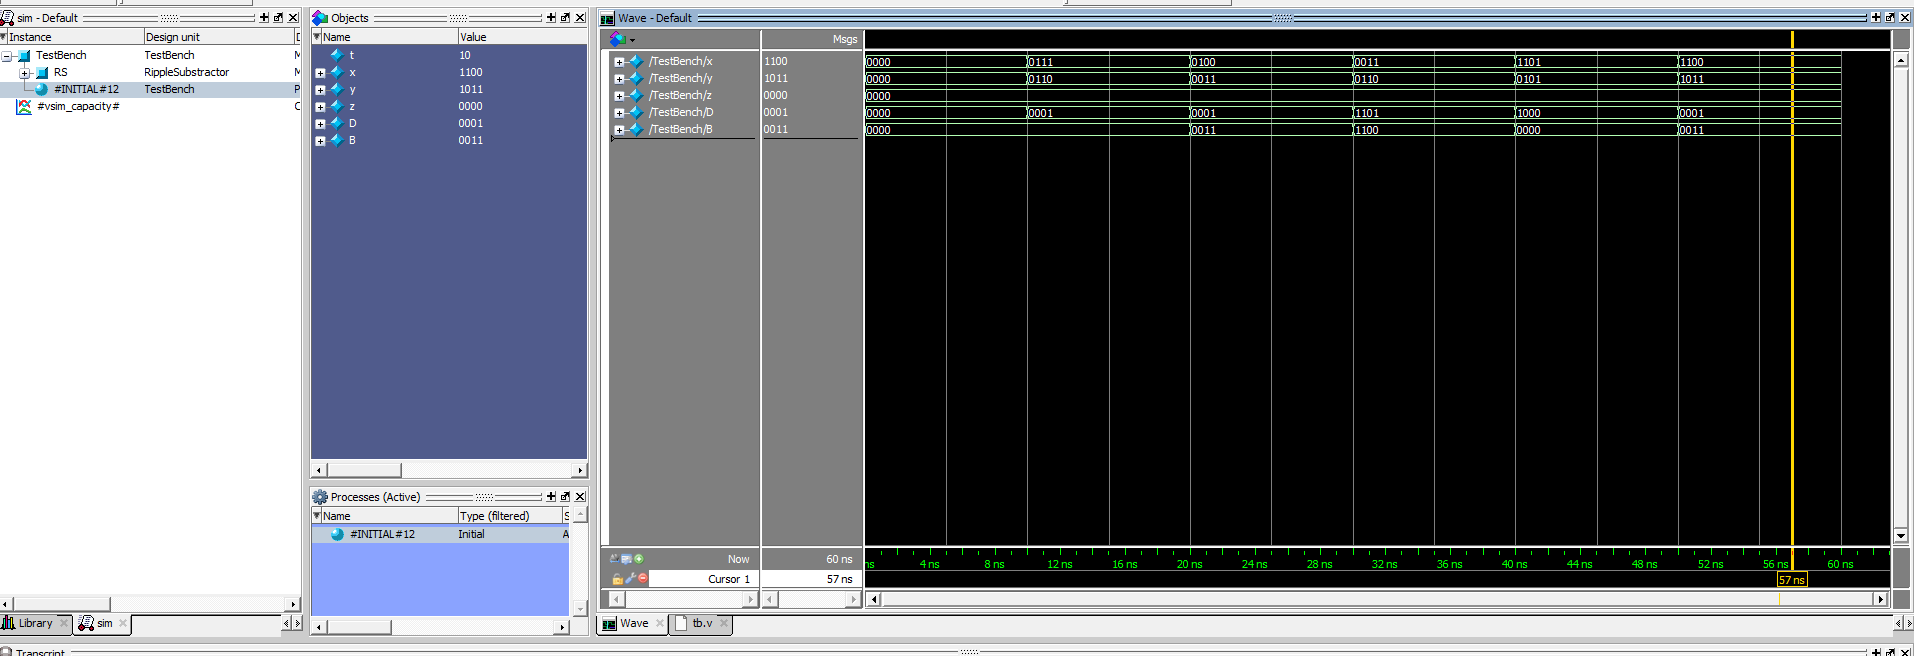 sim - Default
Instance Design unit
TestBench TestBench
RS RippleSubstractor
#INITIAL#12 TestBench
#vsim_capacity#
Library sim
Objects
Name Value
t 10
x 1100
y 1011
z 0000
D 0001
B 0011
Processes (Active)
Name Type (filtered) S
#INITIAL#12 Initial A
Wave - Default
Msgs
/TestBench/x 1100 0000 0111 0100 0011 1101 1100
/TestBench/y 1011 0000 0110 0011 0110 0101 1011
/TestBench/z 0000 0000
/TestBench/D 0001 0000 0001 0001 1101 1000 0001
/TestBench/B 0011 0000 0011 1100 0000 0011
Now 60 ns
ns 4 ns 8 ns 12 ns 16 ns 20 ns 24 ns 28 ns 32 ns 36 ns 40 ns 44 ns 48 ns 52 ns 56 ns 60 ns
Cursor 1 57 ns
57 ns
Wave tb.v
Transcript